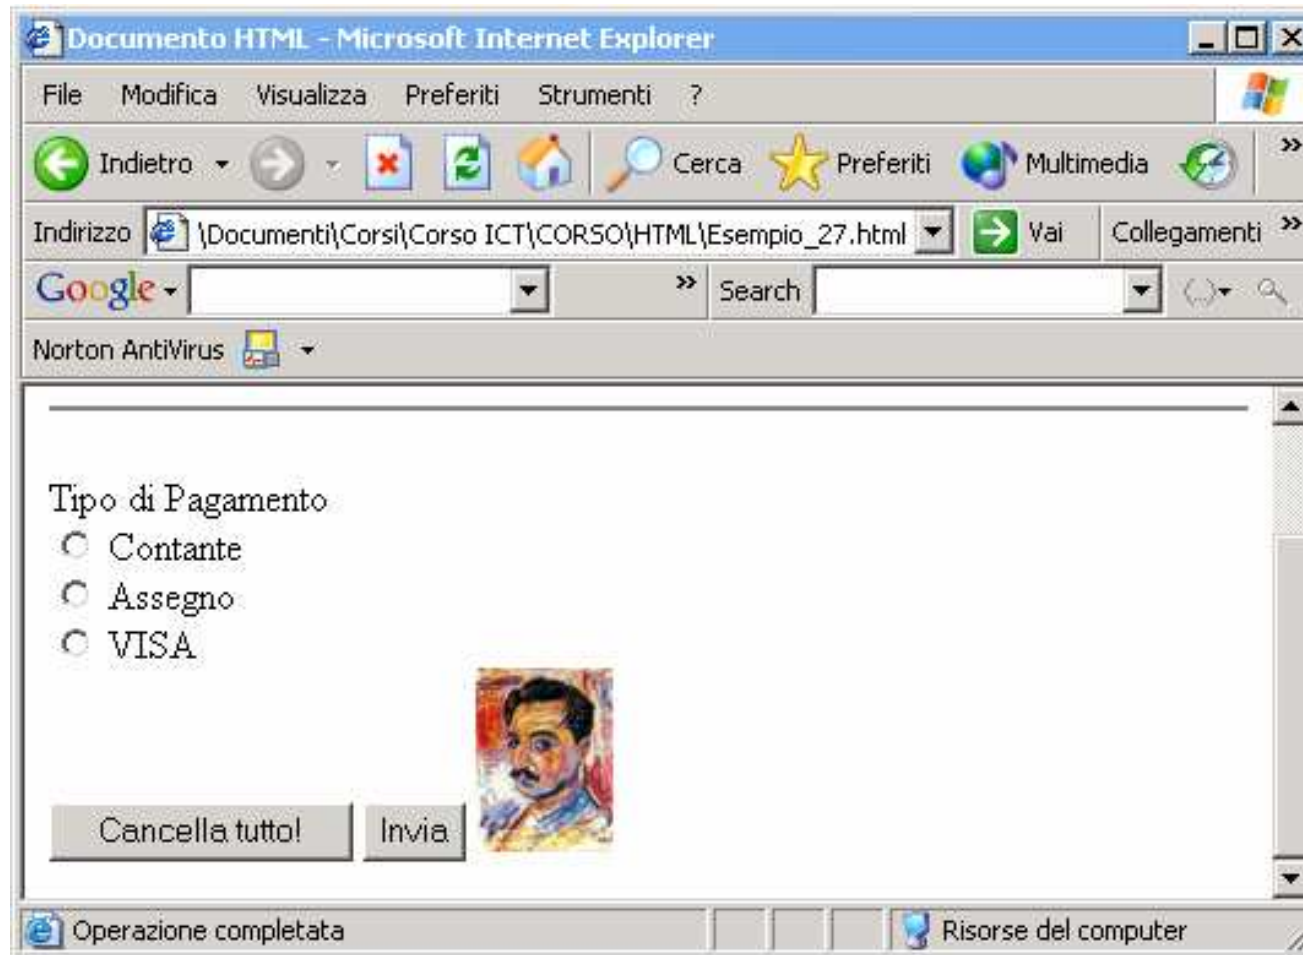 Documento HTML - Microsoft Internet Explorer
File Modifica Visualizza Preferiti Strumenti ?
Indietro Cerca Preferiti Multimedia »
Indirizzo \Documenti\Corsi\Corso ICT\CORSO\HTML\Esempio_27.html Vai Collegamenti »
Google » Search
Norton AntiVirus
Tipo di Pagamento
Contante
Assegno
VISA
Cancella tutto! Invia
Operazione completata Risorse del computer